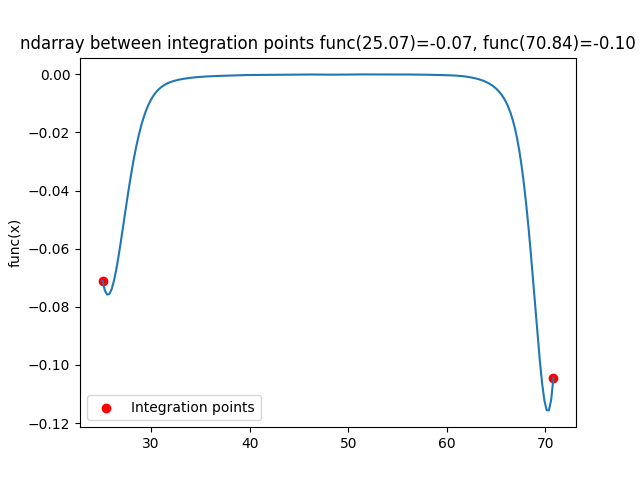 ndarray between integration points func(25.07)=-0.07, func(70.84)=-0.10
0.00
−0.02
−0.04
−0.06
−0.08
−0.10
−0.12
func(x)
Integration points
30 40 50 60 70